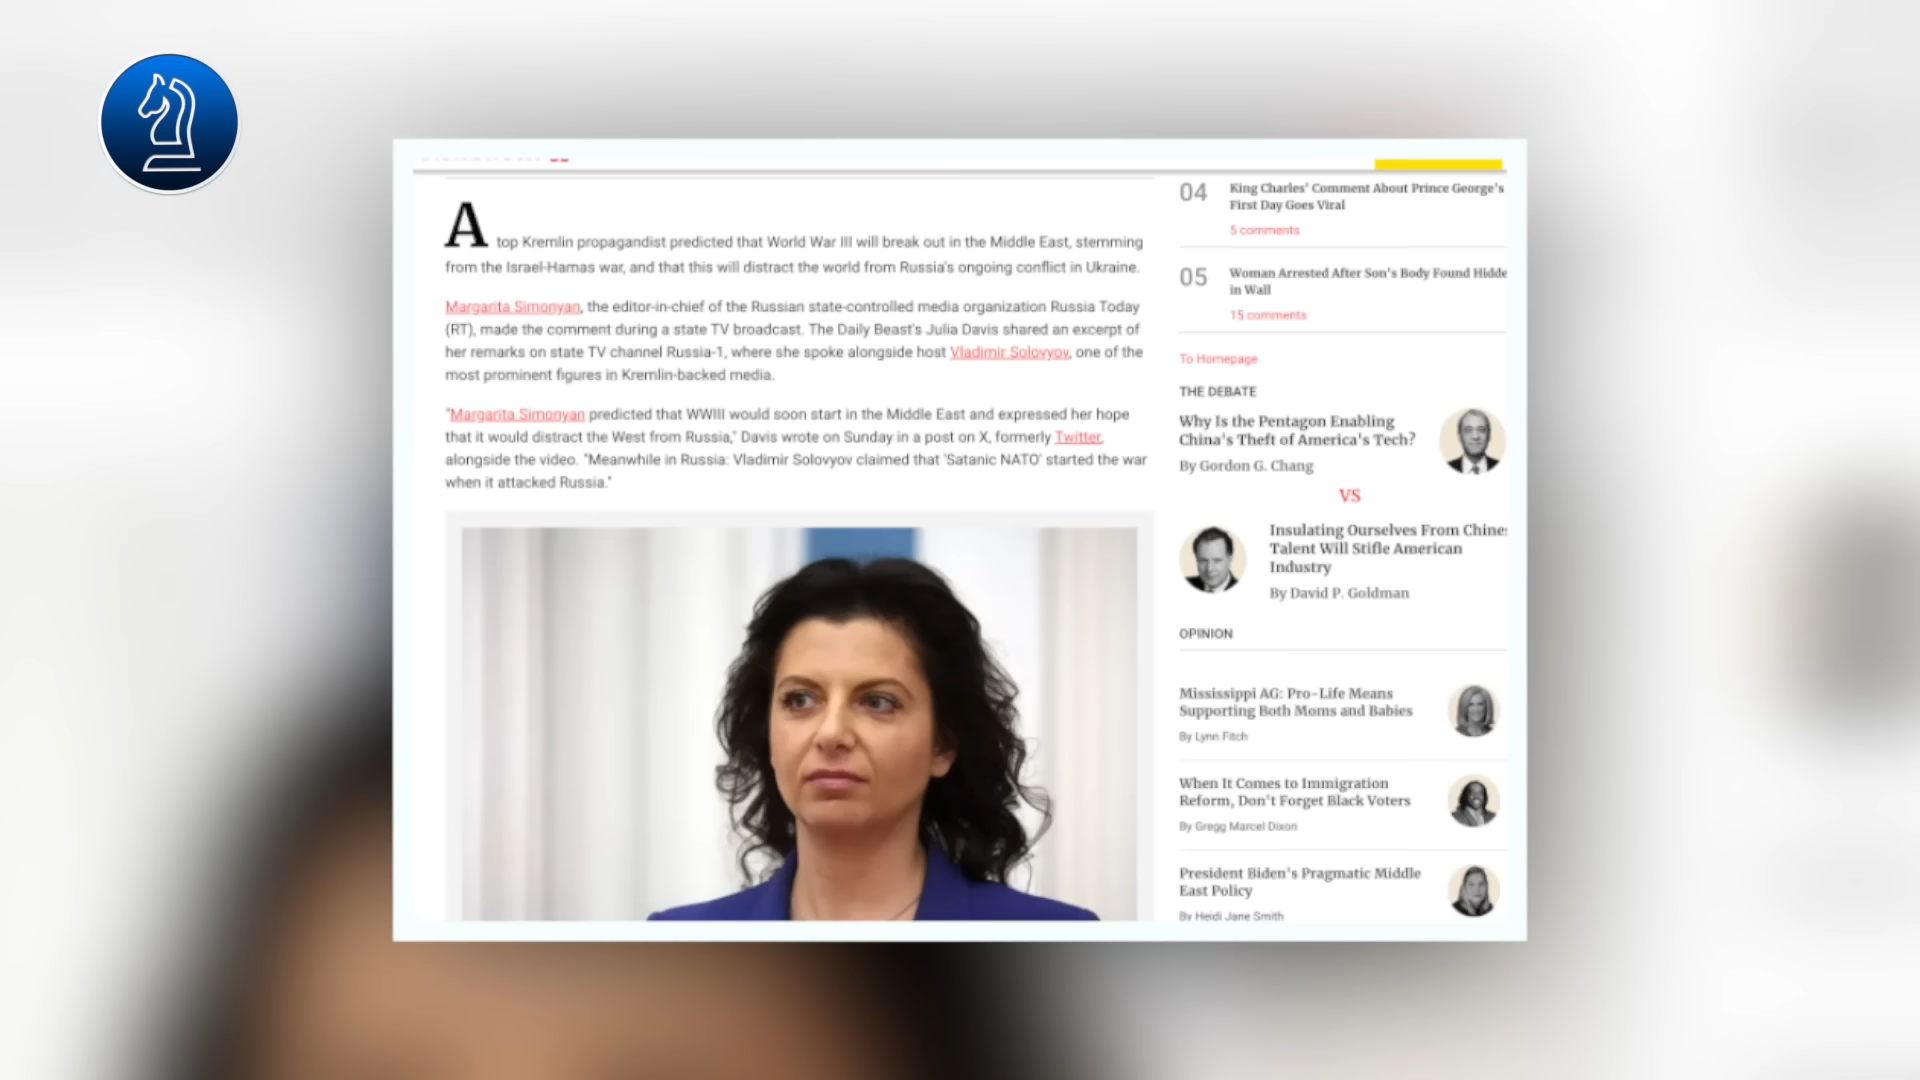 A top Kremlin propagandist predicted that World War III will break out in the Middle East, stemming
from the Israel-Hamas war, and that this will distract the world from Russia's ongoing conflict in Ukraine.
Margarita Simonyan, the editor-in-chief of the Russian state-controlled media organization Russia Today
(RT), made the comment during a state TV broadcast. The Daily Beast's Julia Davis shared an excerpt of
her remarks on state TV channel Russia-1, where she spoke alongside host Vladimir Solovyov, one of the
most prominent figures in Kremlin-backed media.
"Margarita Simonyan predicted that WWIII would soon start in the Middle East and expressed her hope
that it would distract the West from Russia," Davis wrote on Sunday in a post on X, formerly Twitter,
alongside the video. "Meanwhile in Russia: Vladimir Solovyov claimed that 'Satanic NATO' started the war
when it attacked Russia."
04 King Charles' Comment About Prince George's
First Day Goes Viral
5 comments
05 Woman Arrested After Son's Body Found Hidde
in Wall
15 comments
To Homepage
THE DEBATE
Why Is the Pentagon Enabling
China's Theft of America's Tech?
By Gordon G. Chang
VS
Insulating Ourselves From Chines
Talent Will Stifle American
Industry
By David P. Goldman
OPINION
Mississippi AG: Pro-Life Means
Supporting Both Moms and Babies
By Lynn Fitch
When It Comes to Immigration
Reform, Don't Forget Black Voters
By Gregg Marcel Dixon
President Biden's Pragmatic Middle
East Policy
By Heidi Jane Smith